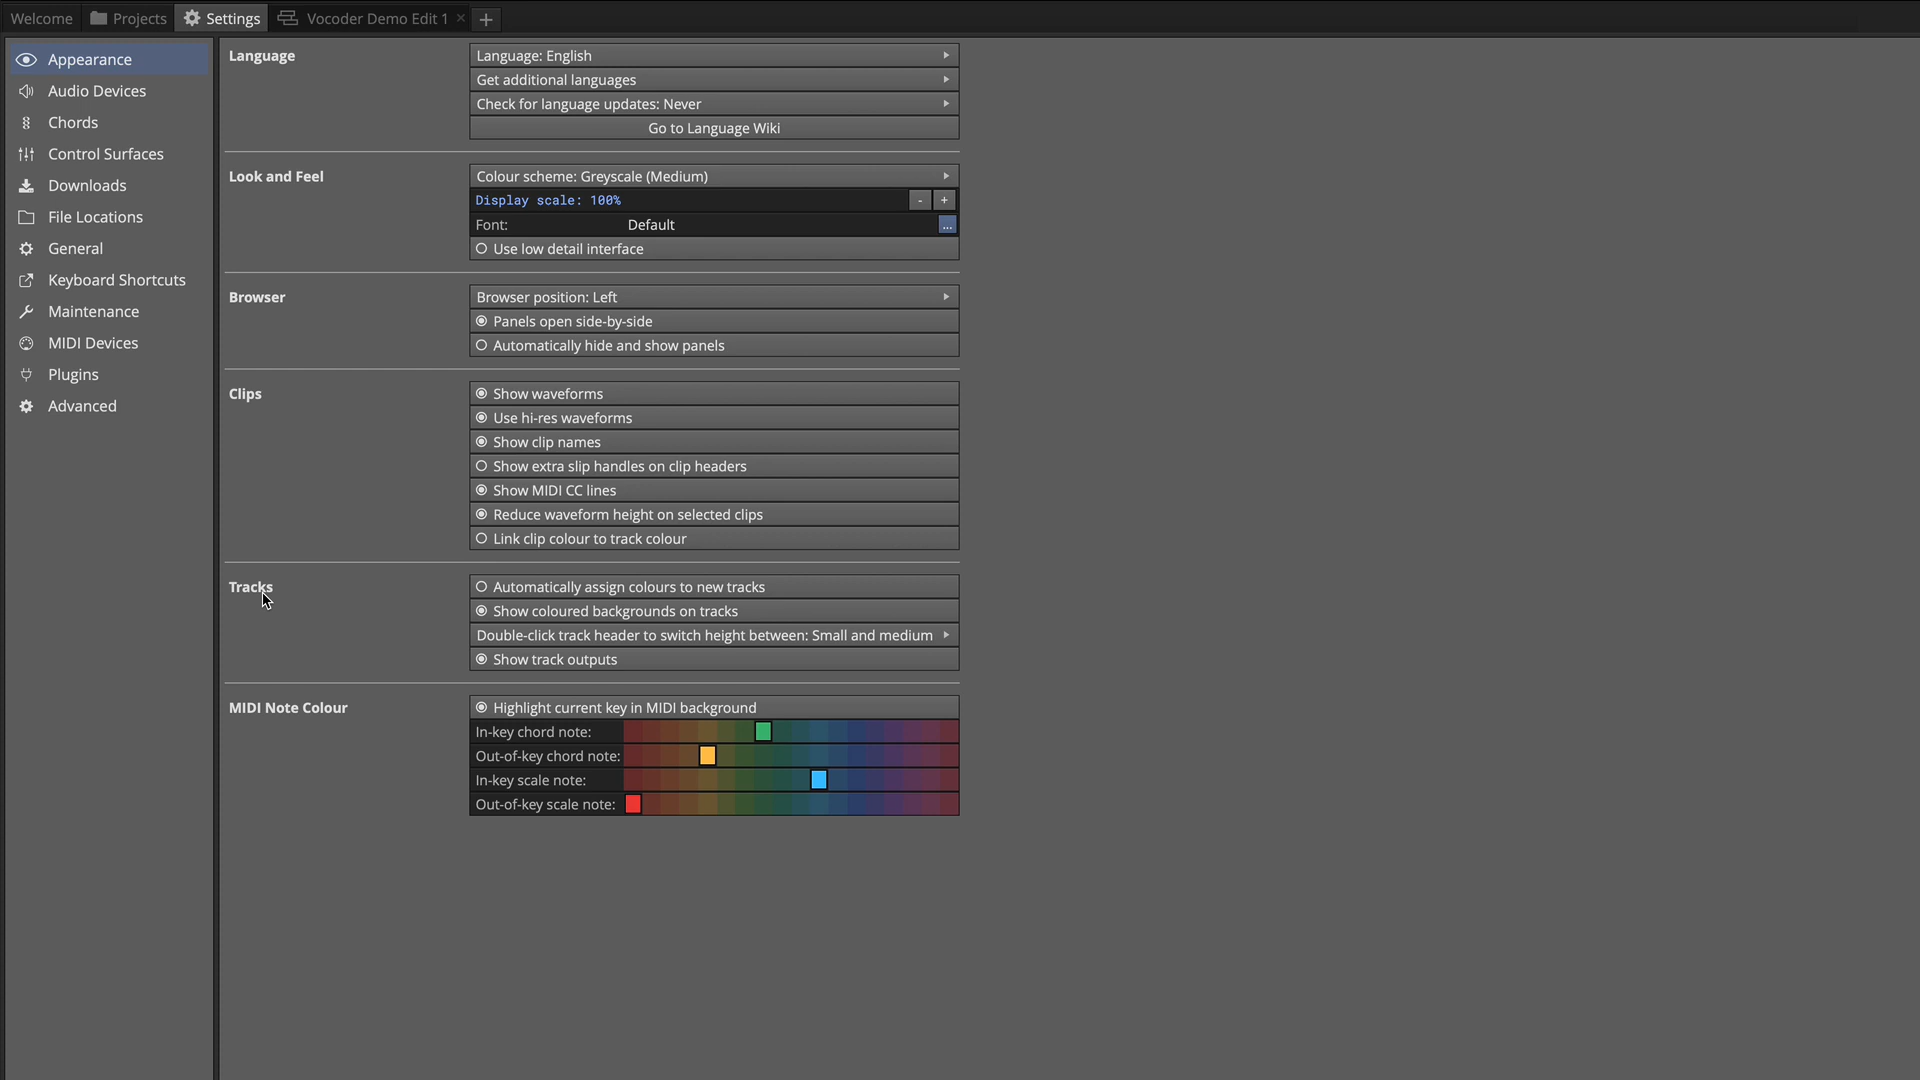 Welcome
Projects
Settings
Vocoder Demo Edit 1
Appearance
Audio Devices
Chords
Control Surfaces
Downloads
File Locations
General
Keyboard Shortcuts
Maintenance
MIDI Devices
Plugins
Advanced
Language
Language: English
Get additional languages
Check for language updates: Never
Go to Language Wiki
Look and Feel
Colour scheme: Greyscale (Medium)
Display scale: 100%
- +
Font: Default ...
Use low detail interface
Browser
Browser position: Left
Panels open side-by-side
Automatically hide and show panels
Clips
Show waveforms
Use hi-res waveforms
Show clip names
Show extra slip handles on clip headers
Show MIDI CC lines
Reduce waveform height on selected clips
Link clip colour to track colour
Tracks
Automatically assign colours to new tracks
Show coloured backgrounds on tracks
Double-click track header to switch height between: Small and medium
Show track outputs
MIDI Note Colour
Highlight current key in MIDI background
In-key chord note:
Out-of-key chord note:
In-key scale note:
Out-of-key scale note: